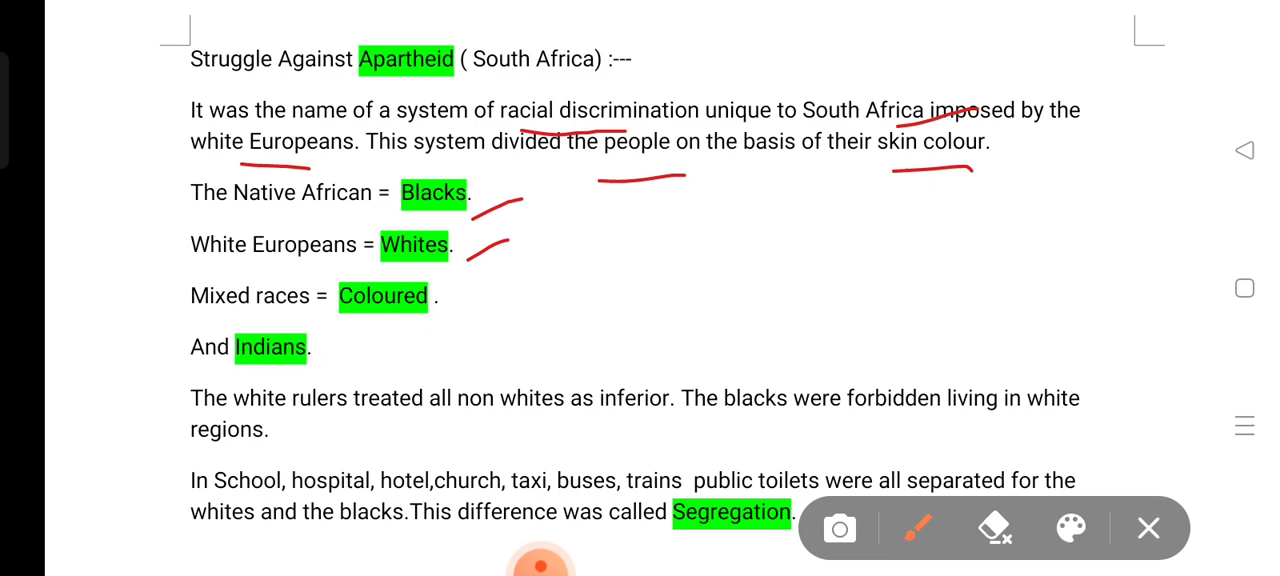 Struggle Against Apartheid ( South Africa) :---
It was the name of a system of racial discrimination unique to South Africa imposed by the
white Europeans. This system divided the people on the basis of their skin colour.
The Native African = Blacks.
White Europeans = Whites.
Mixed races = Coloured .
And Indians.
The white rulers treated all non whites as inferior. The blacks were forbidden living in white
regions.
In School, hospital, hotel,church, taxi, buses, trains public toilets were all separated for the
whites and the blacks.This difference was called Segregation.